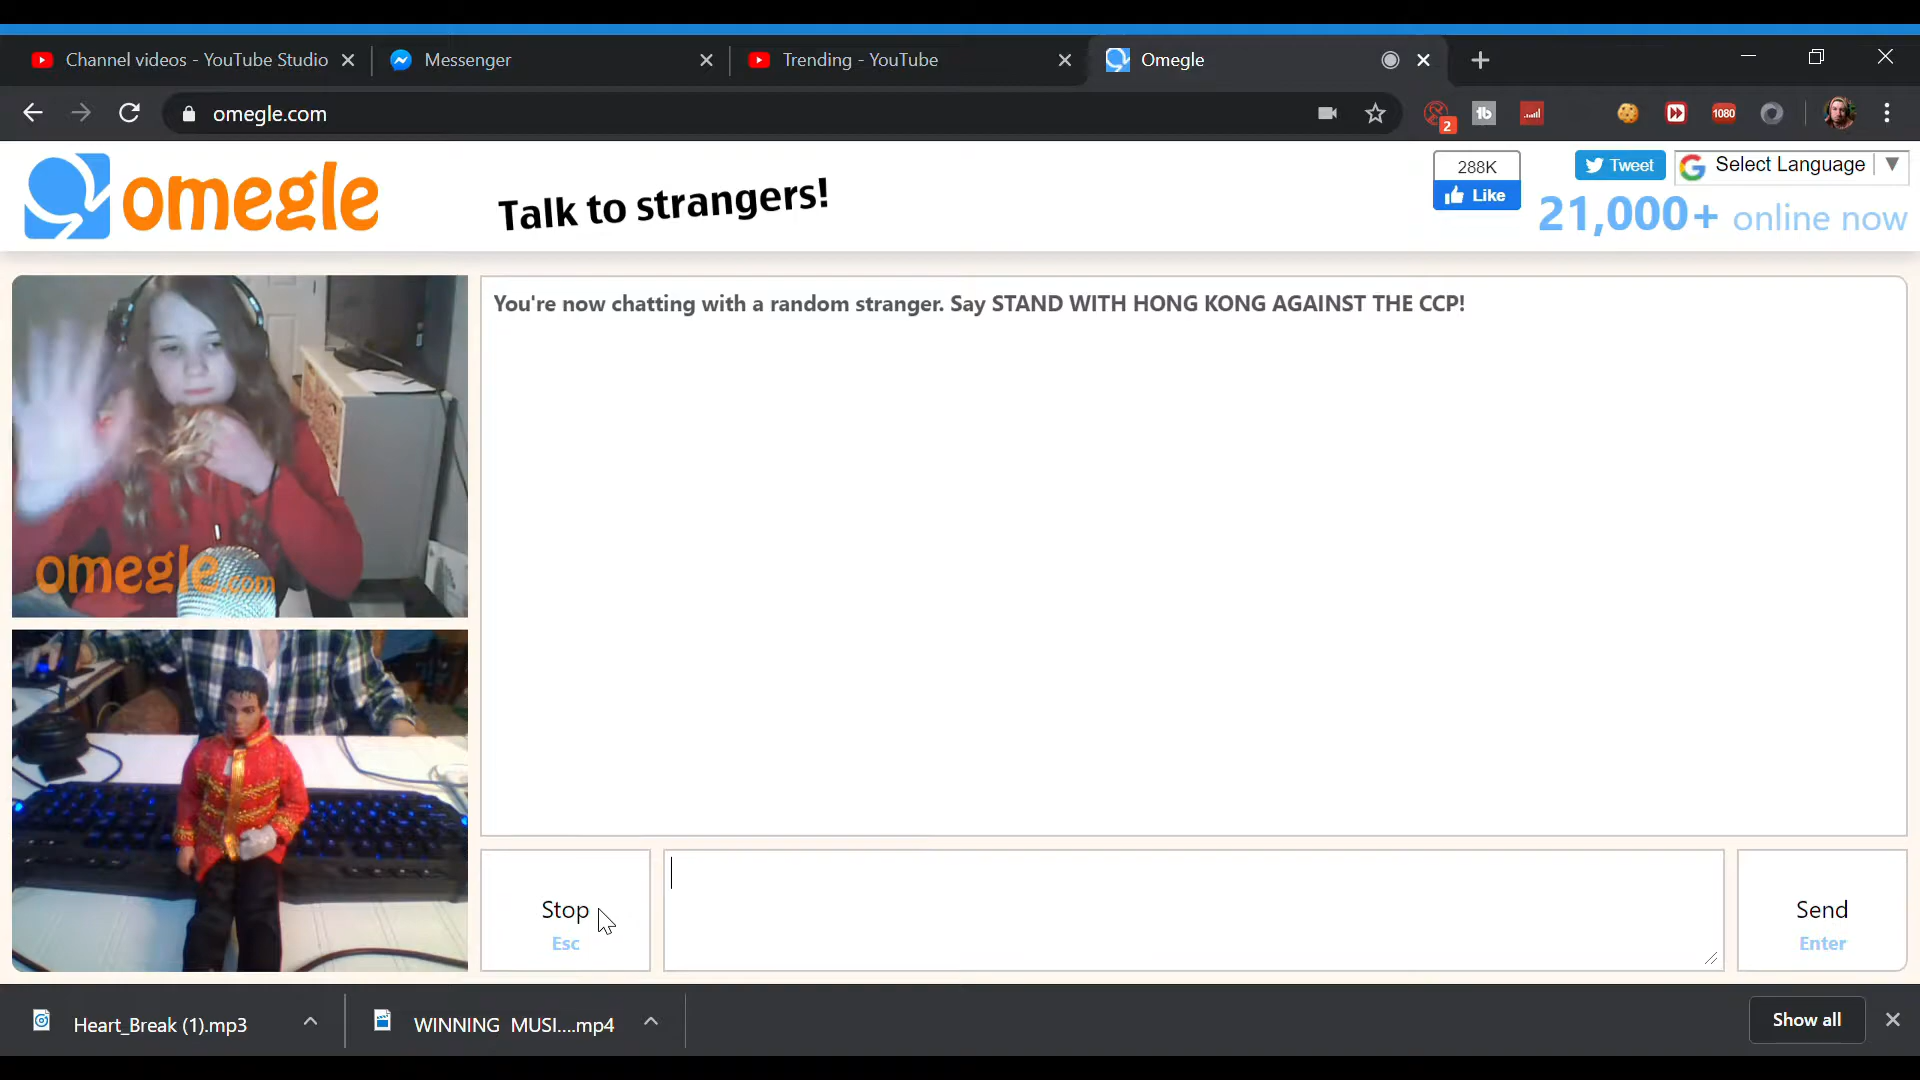 Channel videos - YouTube Studio
Messenger
Trending - YouTube
Omegle
omegle.com
2
1080
omegle
Talk to strangers!
288K
Like
Tweet
Select Language
21,000+ online now
You're now chatting with a random stranger. Say STAND WITH HONG KONG AGAINST THE CCP!
omegle.com
Stop
Esc
Send
Enter
Heart_Break (1).mp3
WINNING MUSI....mp4
Show all